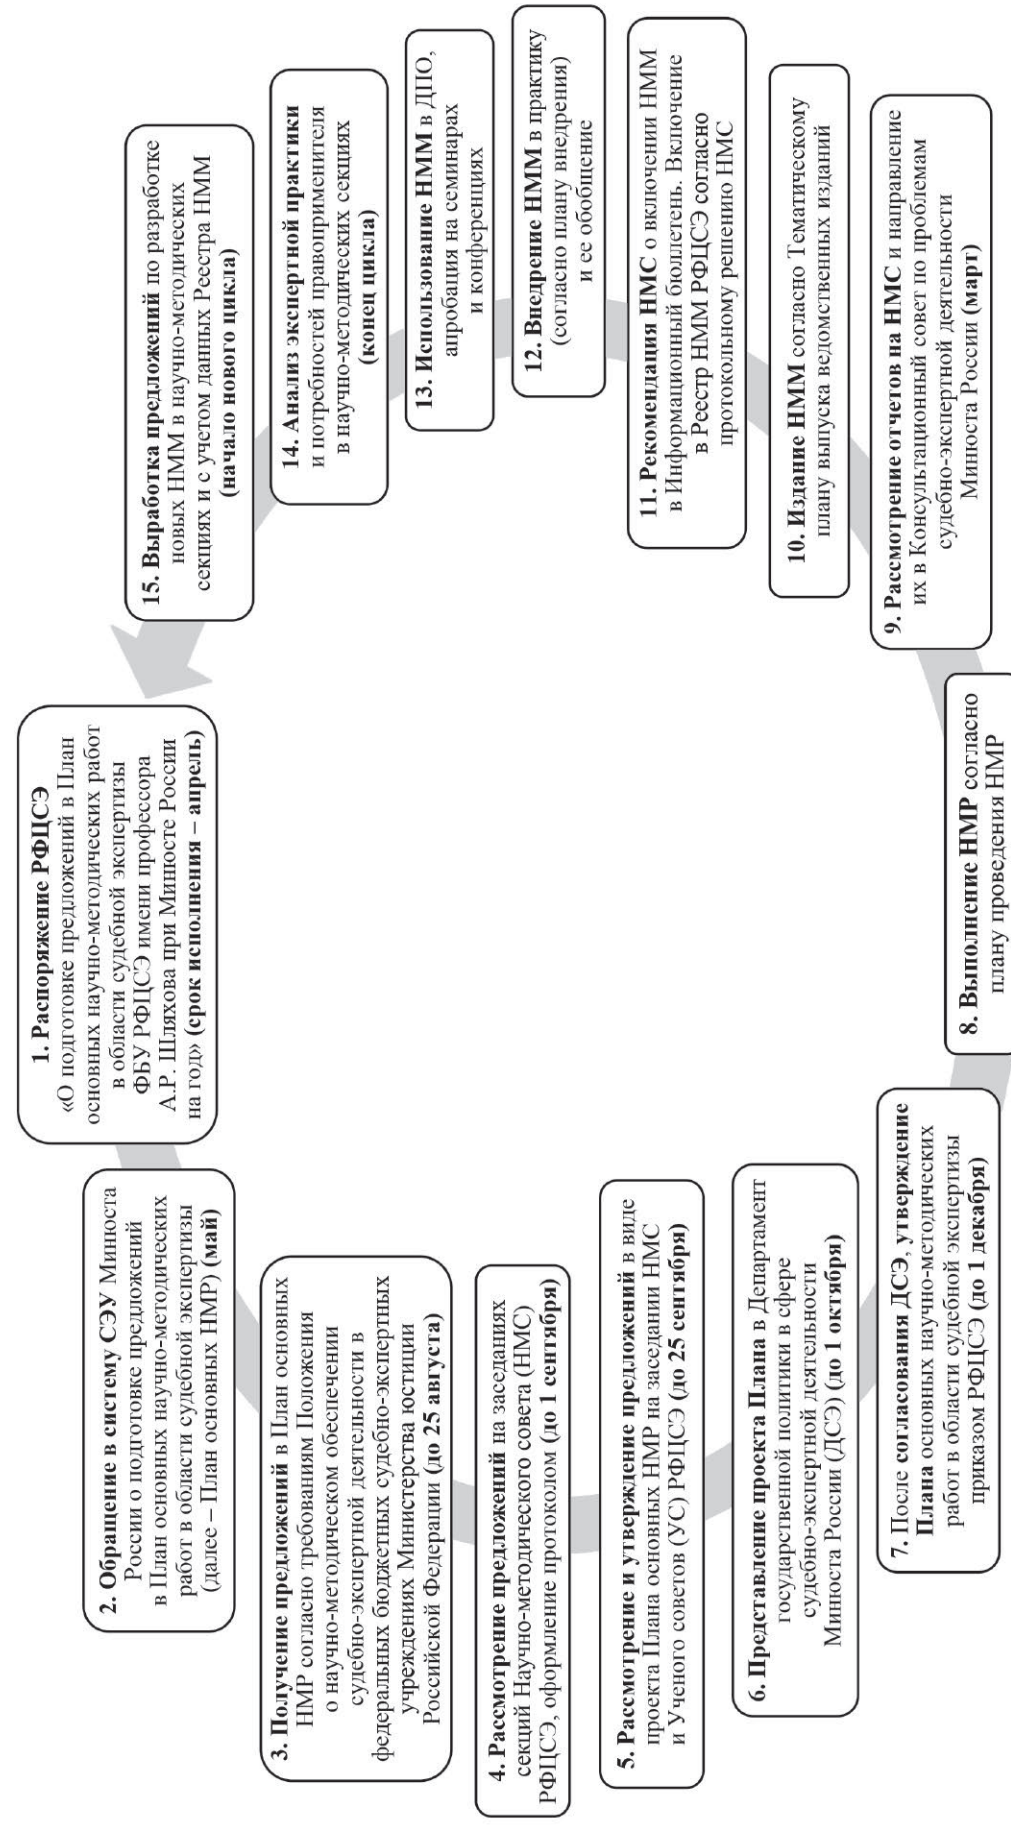 1. Распоряжение РФЦСЭ
«О подготовке предложений в План
основных научно-методических работ
в области судебной экспертизы
ФБУ РФЦСЭ имени профессора
А.Р. Шляхова при Минюсте России
на год» (срок исполнения – апрель)
2. Обращение в систему СЭУ Минюста
России о подготовке предложений
в План основных научно-методических
работ в области судебной экспертизы
(далее – План основных НМР) (май)
3. Получение предложений в План основных
НМР согласно требованиям Положения
о научно-методическом обеспечении
судебно-экспертной деятельности в
федеральных бюджетных судебно-экспертных
учреждениях Министерства юстиции
Российской Федерации (до 25 августа)
4. Рассмотрение предложений на заседаниях
секций Научно-методического совета (НМС)
РФЦСЭ, оформление протоколом (до 1 сентября)
5. Рассмотрение и утверждение предложений в виде
проекта Плана основных НМР на заседании НМС
и Ученого советов (УС) РФЦСЭ (до 25 сентября)
6. Представление проекта Плана в Департамент
государственной политики в сфере
судебно-экспертной деятельности
Минюста России (ДСЭ) (до 1 октября)
7. После согласования ДСЭ, утверждение
Плана основных научно-методических
работ в области судебной экспертизы
приказом РФЦСЭ (до 1 декабря)
8. Выполнение НМР согласно
плану проведения НМР
9. Рассмотрение отчетов на НМС и направление
их в Консультационный совет по проблемам
судебно-экспертной деятельности
Минюста России (март)
10. Издание НММ согласно Тематическому
плану выпуска ведомственных изданий
11. Рекомендация НМС о включении НММ
в Информационный бюллетень. Включение
в Реестр НММ РФЦСЭ согласно
протокольному решению НМС
12. Внедрение НММ в практику
(согласно плану внедрения)
и ее обобщение
13. Использование НММ в ДПО,
апробация на семинарах
и конференциях
14. Анализ экспертной практики
и потребностей правоприменителя
в научно-методических секциях
(конец цикла)
15. Выработка предложений по разработке
новых НММ в научно-методических
секциях и с учетом данных Реестра НММ
(начало нового цикла)